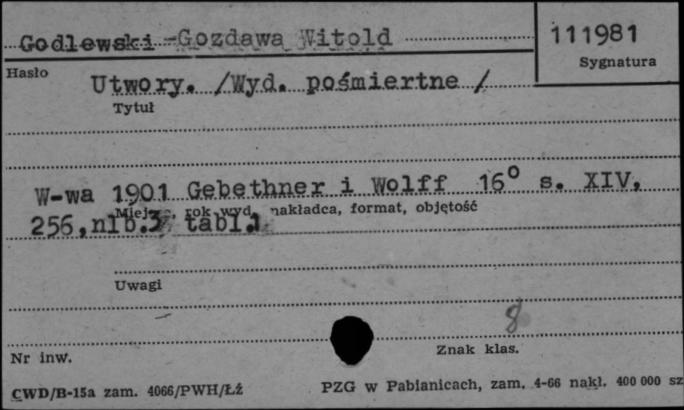 Godlewski-Gozdawa Witold
111981
Sygnatura
Hasło
Utwory. /Wyd. pośmiertne /
Tytuł
W-wa 1901 Gebethner i Wolff 16° s. XIV,
Miejsce, rok wyd. nakładca, format, objętość
256, nlb.3 tabl.1
Uwagi
8
Nr inw.
Znak klas.
CWD/B-15a zam. 4066/PWH/Łź
PZG w Pabianicach, zam. 4-66 nakł. 400 000 sz